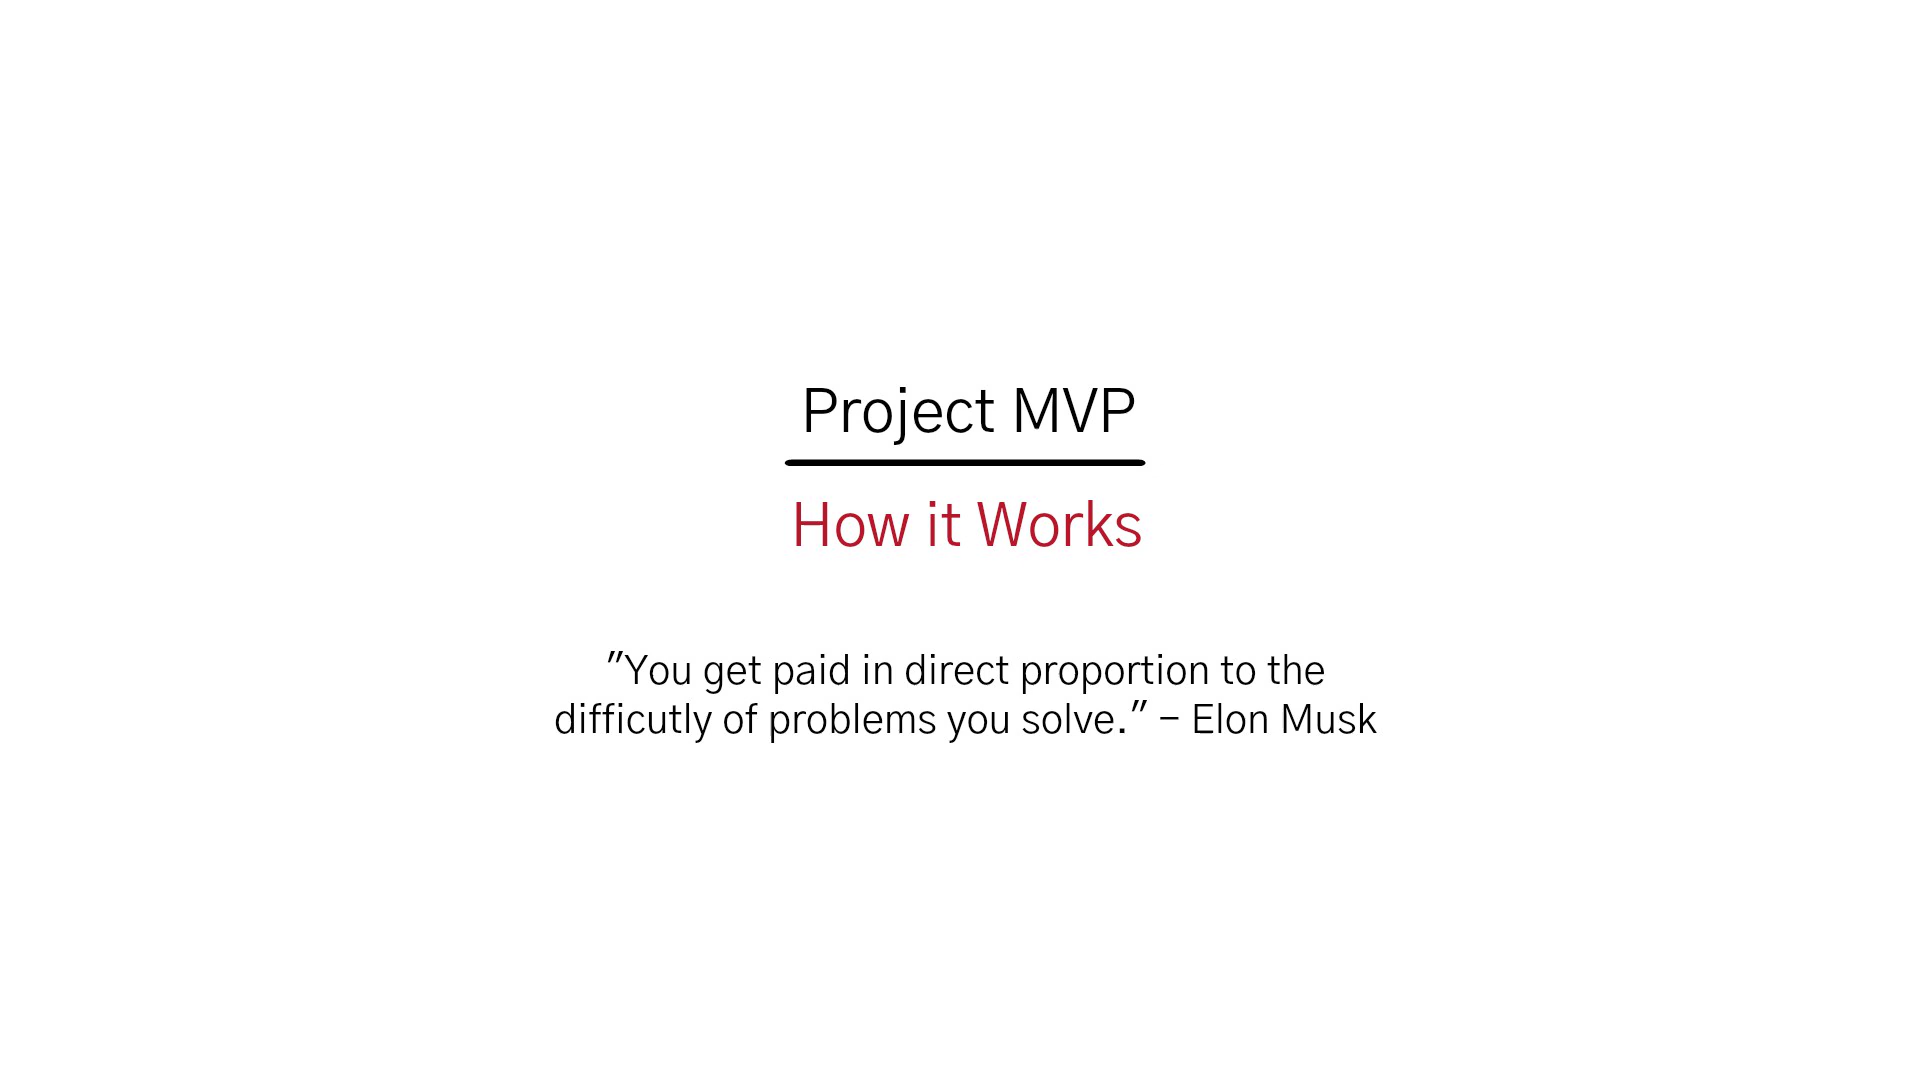 Project MVP
How it Works
"You get paid in direct proportion to the
difficutly of problems you solve." - Elon Musk